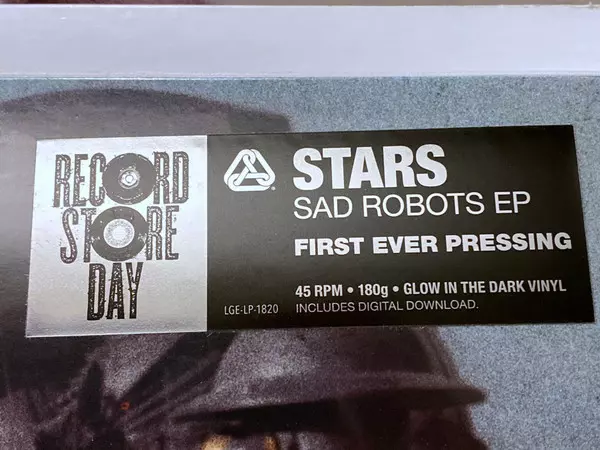 RECORD
STORE
DAY
STARS
SAD ROBOTS EP
FIRST EVER PRESSING
45 RPM • 180g • GLOW IN THE DARK VINYL
LGE-LP-1820 INCLUDES DIGITAL DOWNLOAD.